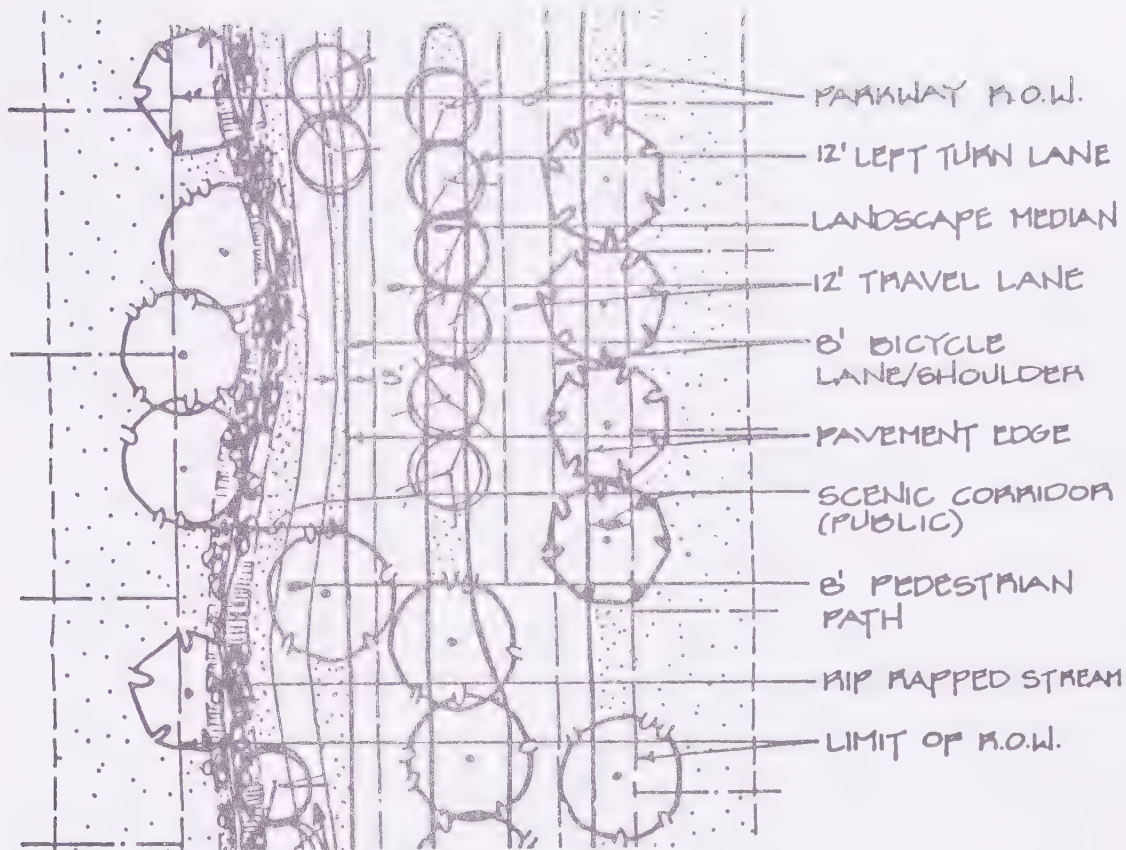 PARKWAY R.O.W.
12' LEFT TURN LANE
LANDSCAPE MEDIAN
12' TRAVEL LANE
8' BICYCLE
LANE/SHOULDER
PAVEMENT EDGE
SCENIC CORRIDOR
(PUBLIC)
8' PEDESTRIAN
PATH
RIP RAPPED STREAM
LIMIT OF R.O.W.